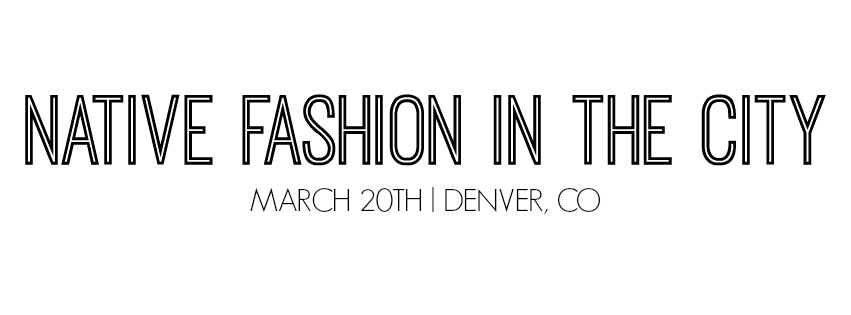 NATIVE FASHION IN THE CITY
MARCH 20TH | DENVER, CO